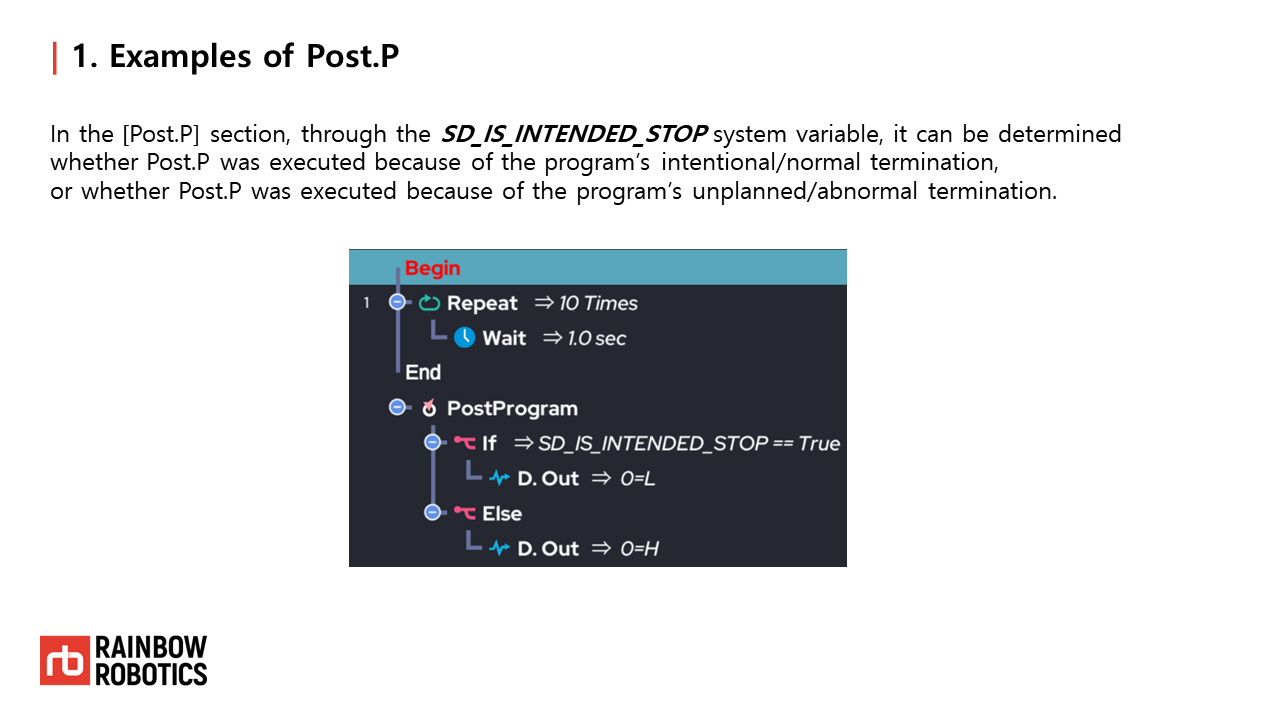 1. Examples of Post.P
In the [Post.P] section, through the SD_IS_INTENDED_STOP system variable, it can be determined
whether Post.P was executed because of the program’s intentional/normal termination,
or whether Post.P was executed because of the program’s unplanned/abnormal termination.
Begin
1 Repeat ⇒ 10 Times
Wait ⇒ 1.0 sec
End
PostProgram
If ⇒ SD_IS_INTENDED_STOP == True
D. Out ⇒ 0=L
Else
D. Out ⇒ 0=H
rb RAINBOW
ROBOTICS